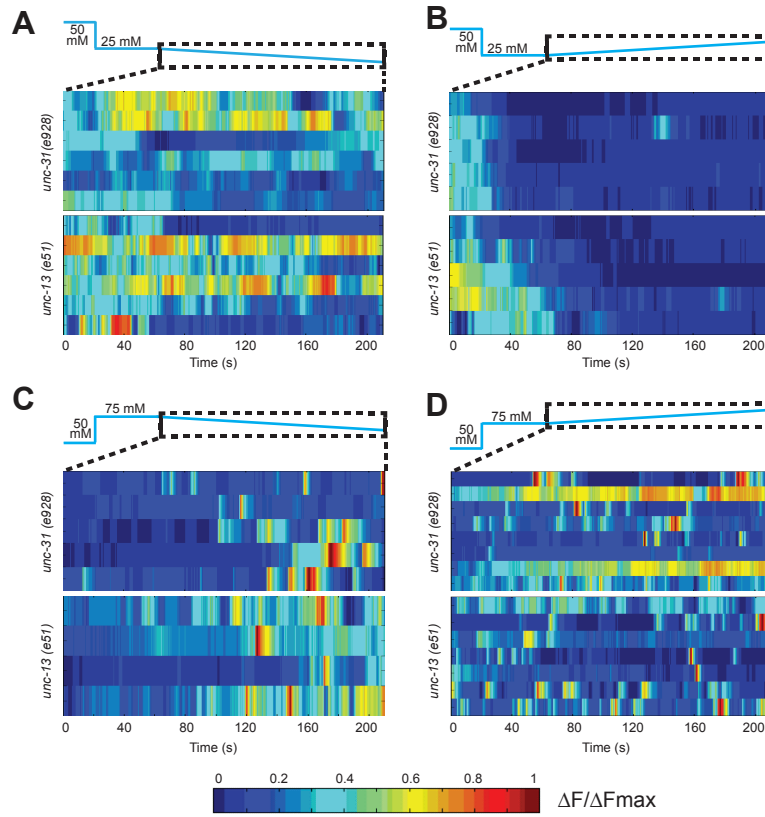 A
50
mM
25 mM
unc-31(e928)
unc-13 (e51)
0 40 80 120 160 200
Time (s)
B
50
mM
25 mM
unc-31 (e928)
unc-13 (e51)
0 40 80 120 160 200
Time (s)
C
75 mM
50
mM
unc-31 (e928)
unc-13 (e51)
0 40 80 120 160 200
Time (s)
D
75 mM
50
mM
unc-31 (e928)
unc-13 (e51)
0 40 80 120 160 200
Time (s)
0 0.2 0.4 0.6 0.8 1
ΔF/ΔFmax